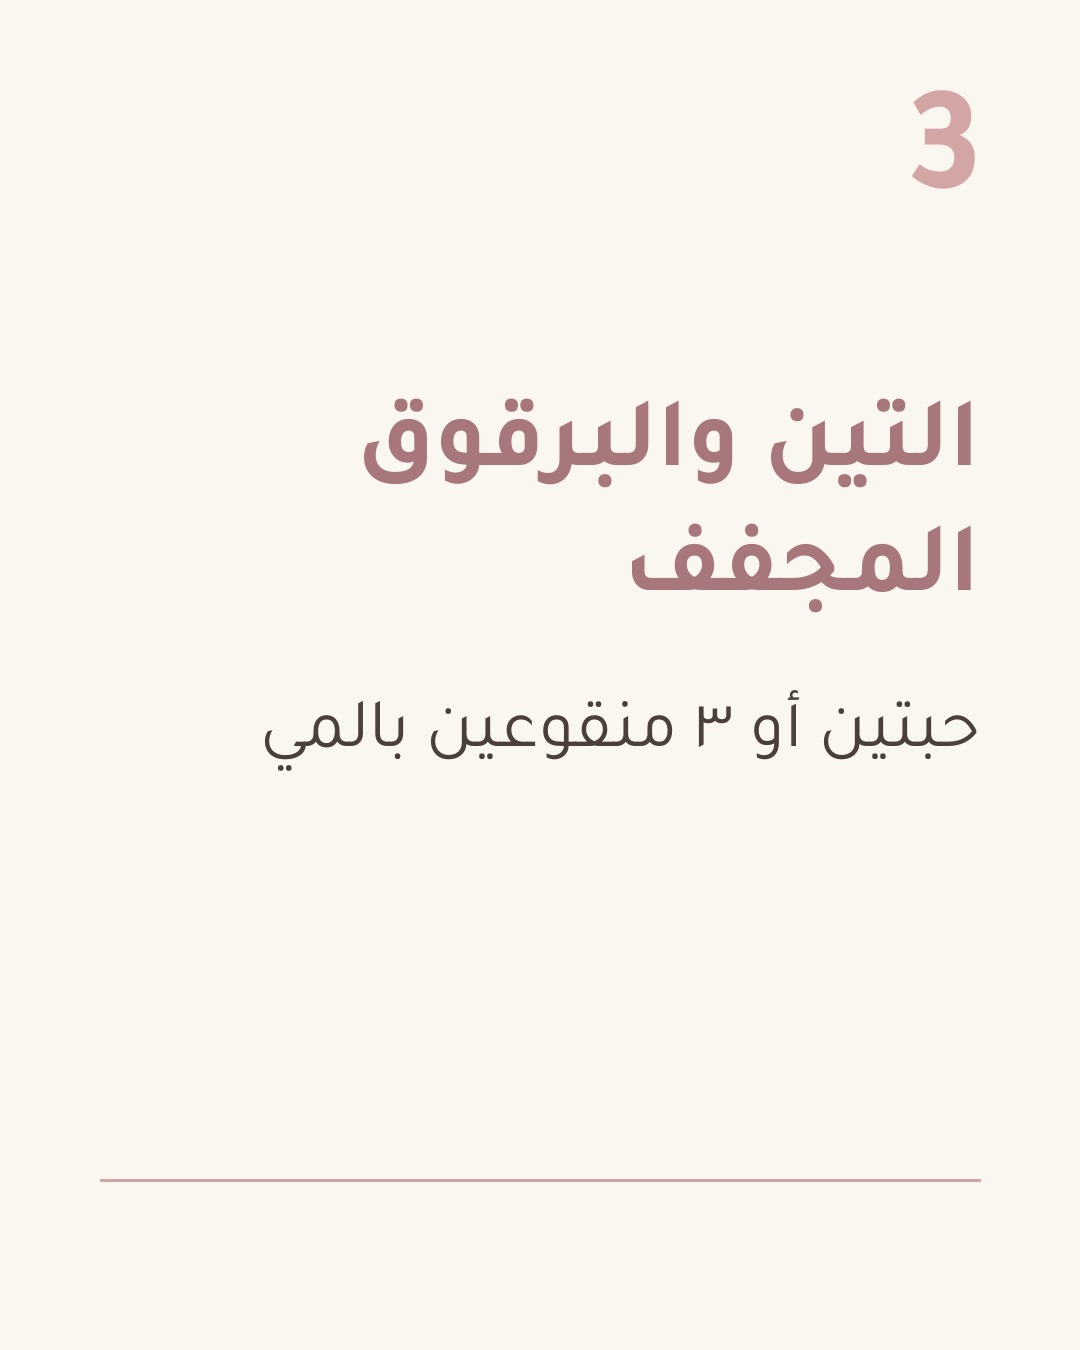 3
التين والبرقوق
المجفف
حبتين أو ٣ منقوعين بالمي